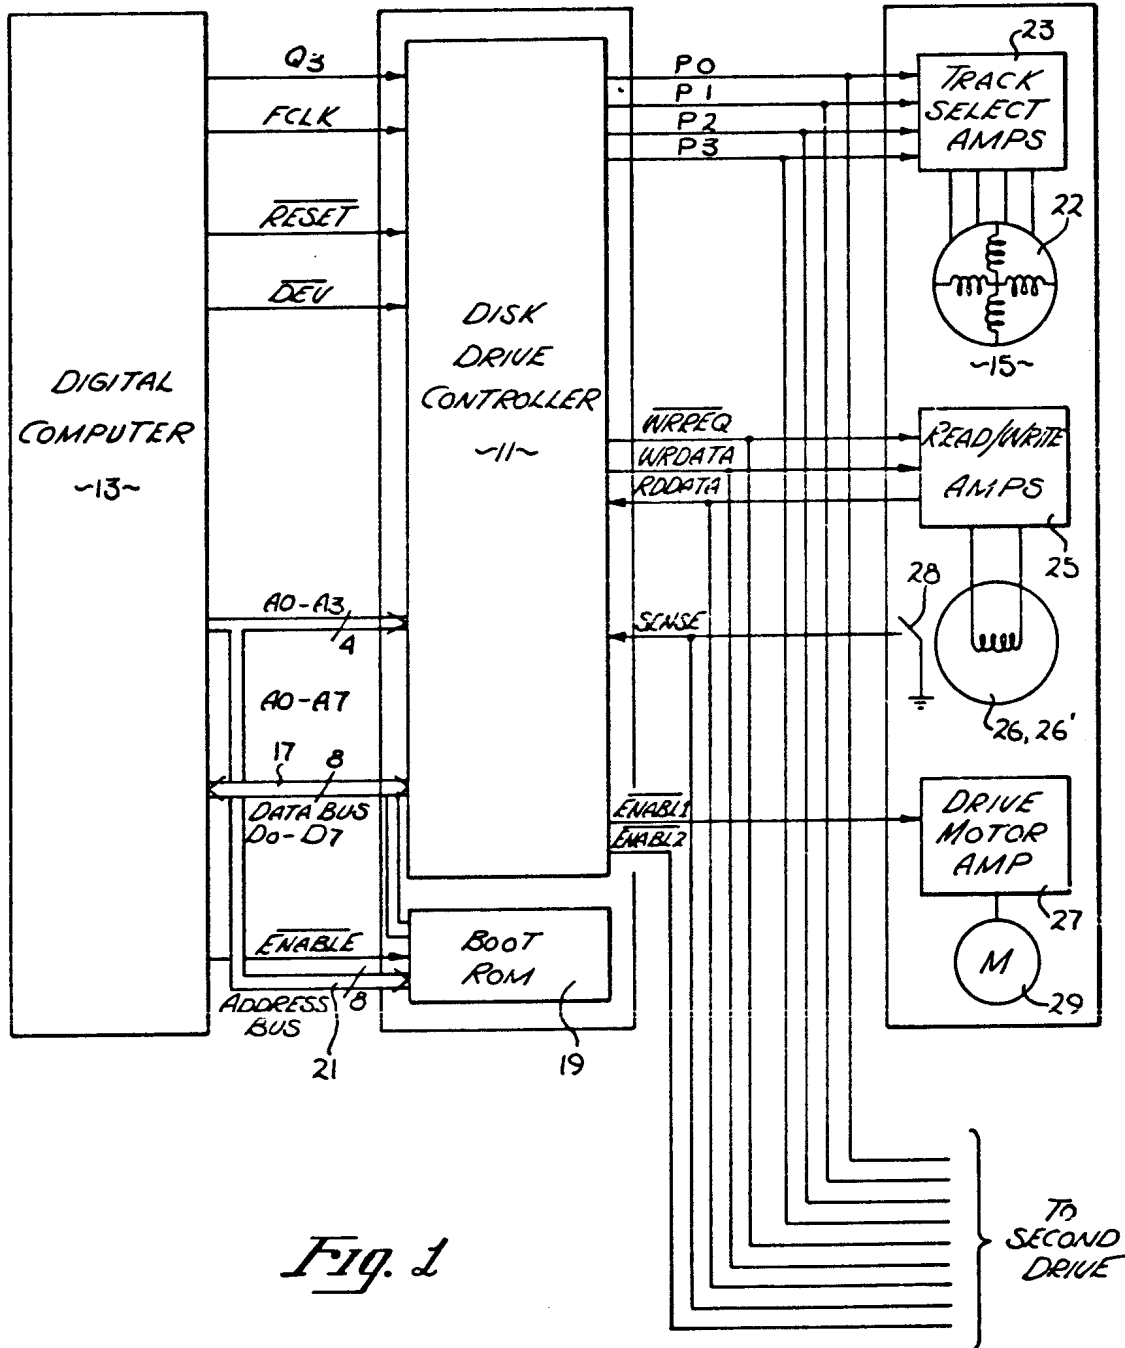 Q3
FCLK
RESET
DEV
DIGITAL
COMPUTER
~13~
A0-A3
4
A0-A7
17
8
DATA BUS
D0-D7
ENABLE
8
ADDRESS
BUS
21
DISK
DRIVE
CONTROLLER
~11~
BOOT
ROM
19
P0
P1
P2
P3
WRREQ
WRDATA
RDDATA
SENSE
ENABL1
ENABL2
23
TRACK
SELECT
AMPS
22
~15~
READ/WRITE
AMPS
25
28
26, 26'
DRIVE
MOTOR
AMP
27
M
29
TO
SECOND
DRIVE
Fig. 1